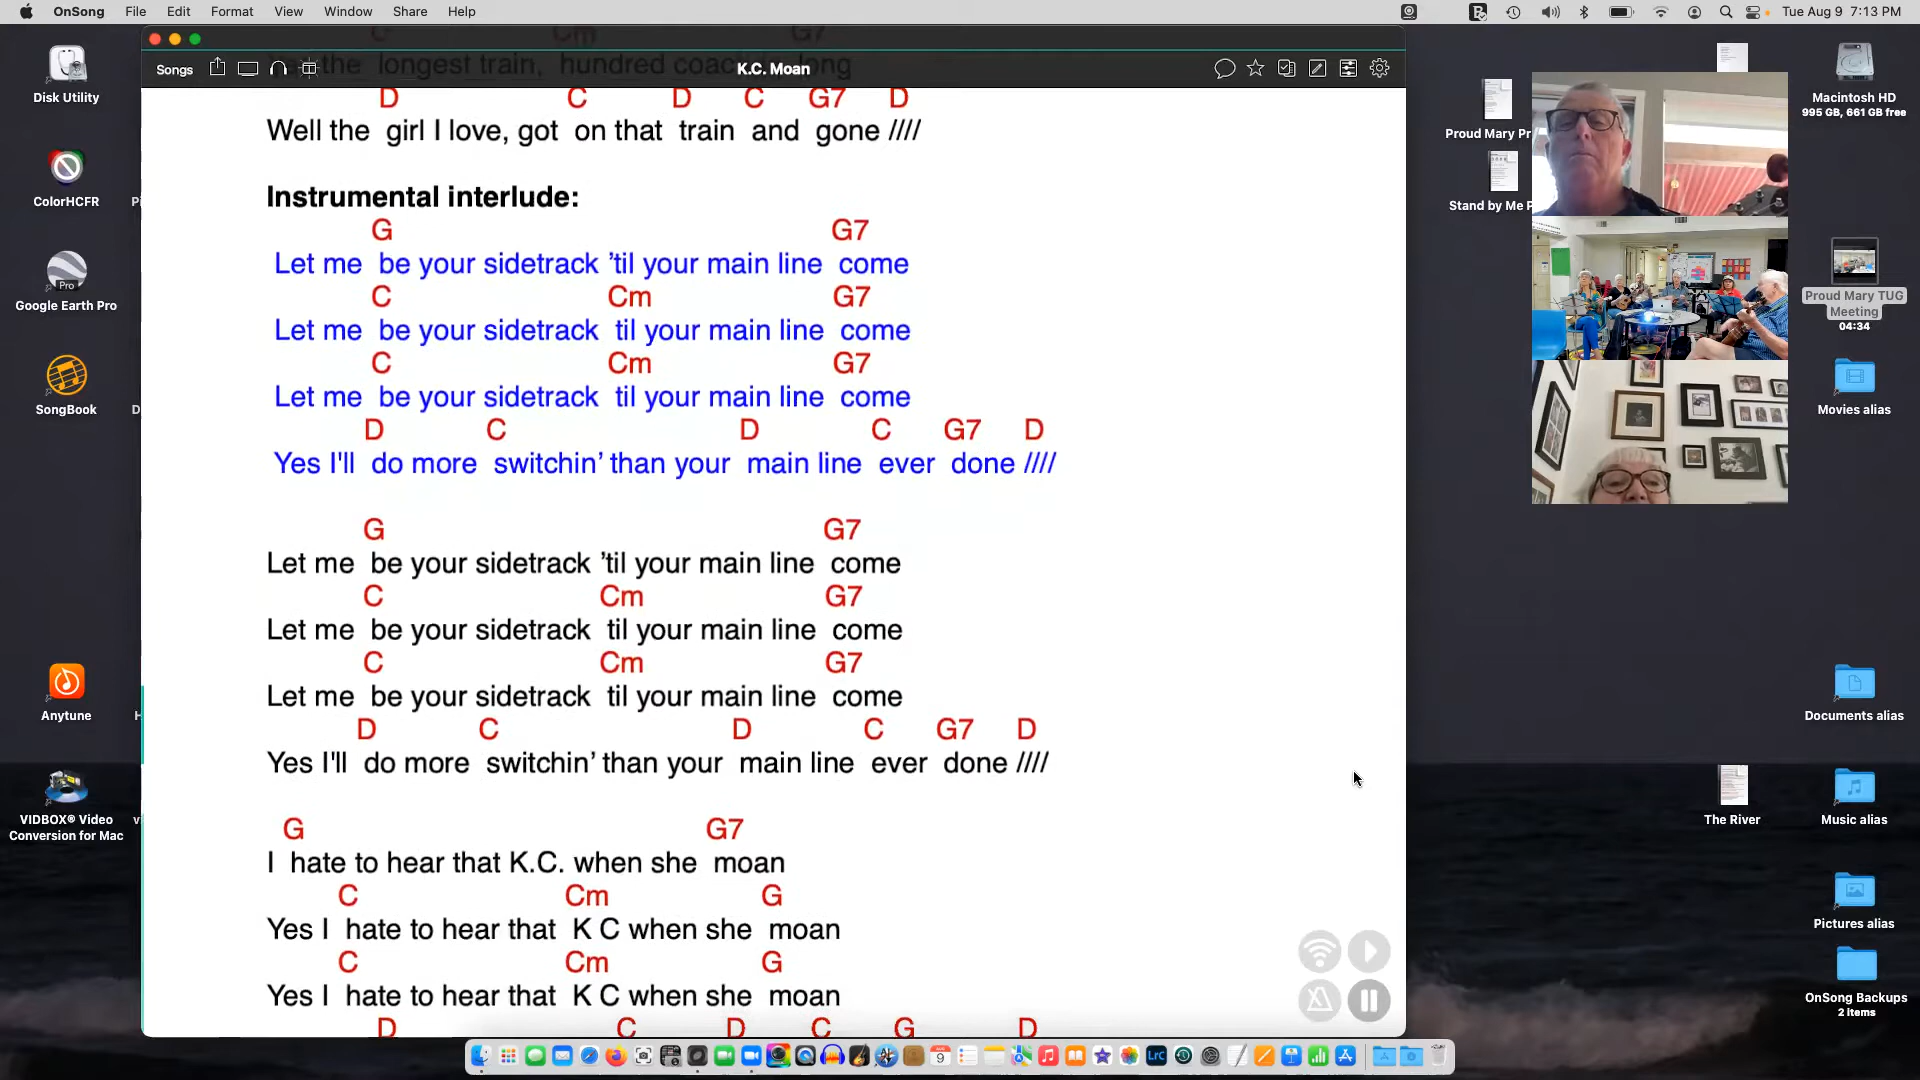 OnSong File Edit Format View Window Share Help Tue Aug 9 7:13 PM
Songs K.C. Moan
the longest train, hundred coac long
D C D C G7 D
Well the girl I love, got on that train and gone ////
Instrumental interlude:
G G7
Let me be your sidetrack ’til your main line come
C Cm G7
Let me be your sidetrack til your main line come
C Cm G7
Let me be your sidetrack til your main line come
D C D C G7 D
Yes I'll do more switchin’ than your main line ever done ////
G G7
Let me be your sidetrack ’til your main line come
C Cm G7
Let me be your sidetrack til your main line come
C Cm G7
Let me be your sidetrack til your main line come
D C D C G7 D
Yes I'll do more switchin’ than your main line ever done ////
G G7
I hate to hear that K.C. when she moan
C Cm G
Yes I hate to hear that K C when she moan
C Cm G
Yes I hate to hear that K C when she moan
D C D C G D
Disk Utility
ColorHCFR
Google Earth Pro
Pro
SongBook
Anytune
VIDBOX® Video
Conversion for Mac
Proud Mary Pr
Stand by Me P
Macintosh HD
995 GB, 661 GB free
Proud Mary TUG
Meeting
04:34
Movies alias
Documents alias
The River
Music alias
Pictures alias
OnSong Backups
2 items
9
LrC